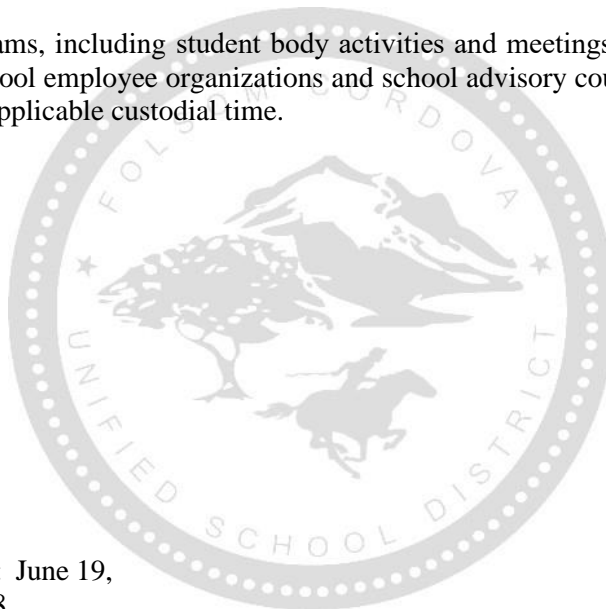 ams, including student body activities and meetings
ool employee organizations and school advisory cou
pplicable custodial time.
FOLSOM CORDOVA
UNIFIED SCHOOL DISTRICT
June 19,